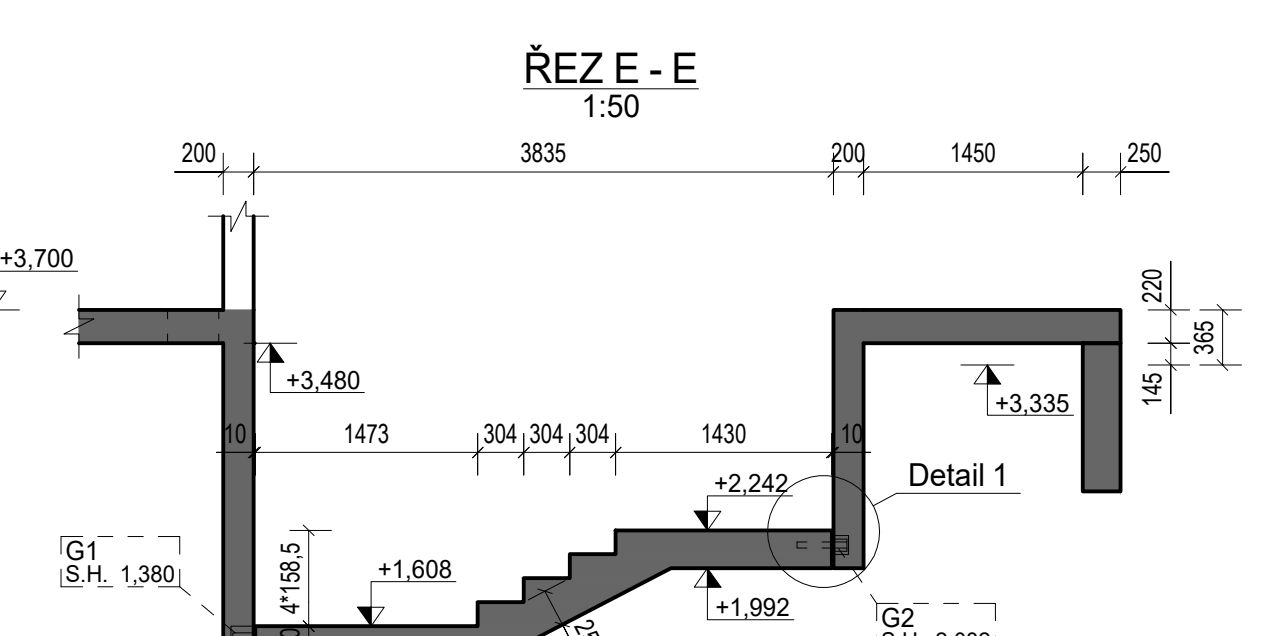 ŘEZ E - E
1:50
200 3835 200 1450 250
+3,700
220
365
145
+3,480
+3,335
10 1473 304 304 304 1430 10
Detail 1
+2,242
G1
S.H. 1,380
4*158,5
+1,608
+1,992
G2